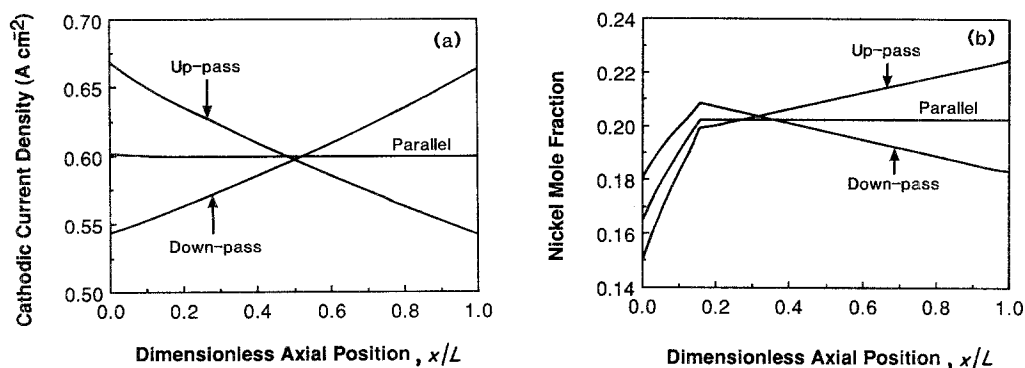 (a)
Cathodic Current Density (A cm⁻²)
0.70
0.65
0.60
0.55
0.50
Up-pass
Parallel
Down-pass
0.0 0.2 0.4 0.6 0.8 1.0
Dimensionless Axial Position , x/L
(b)
Nickel Mole Fraction
0.24
0.22
0.20
0.18
0.16
0.14
Up-pass
Parallel
Down-pass
0.0 0.2 0.4 0.6 0.8 1.0
Dimensionless Axial Position , x/L